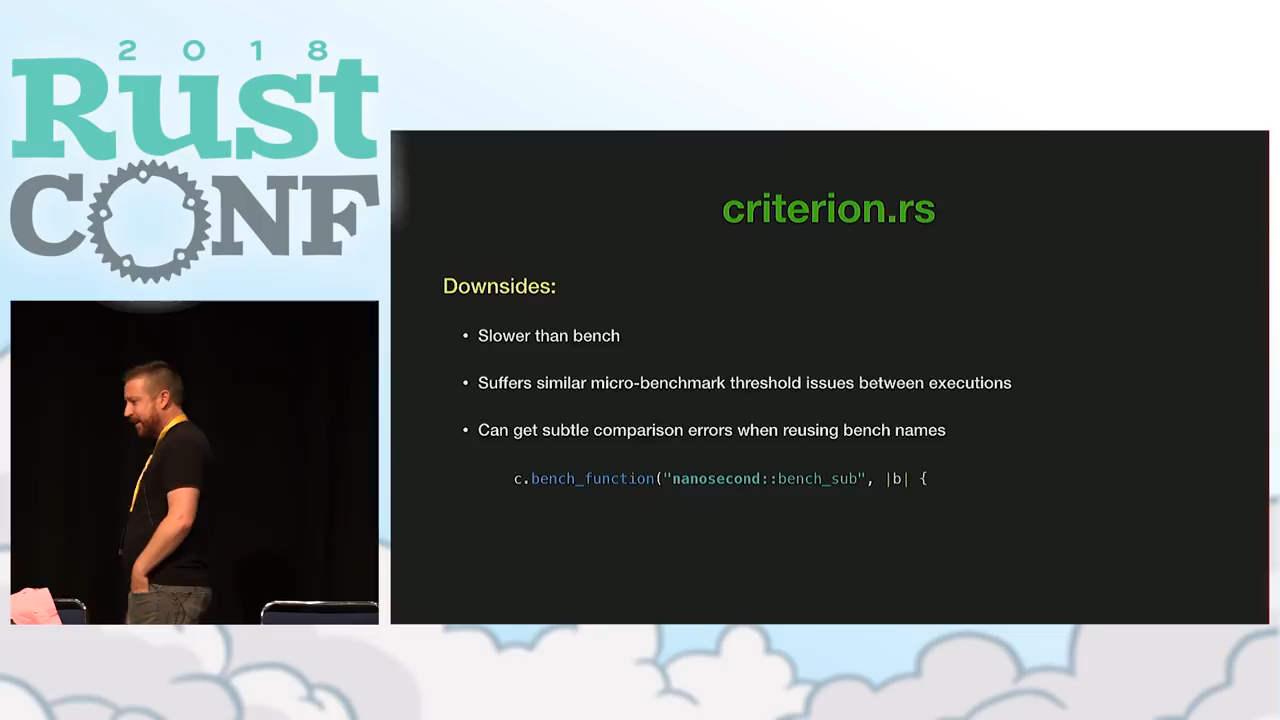 2018
Rust
CONF
criterion.rs
Downsides:
• Slower than bench
• Suffers similar micro-benchmark threshold issues between executions
• Can get subtle comparison errors when reusing bench names
c.bench_function("nanosecond::bench_sub", |b| {